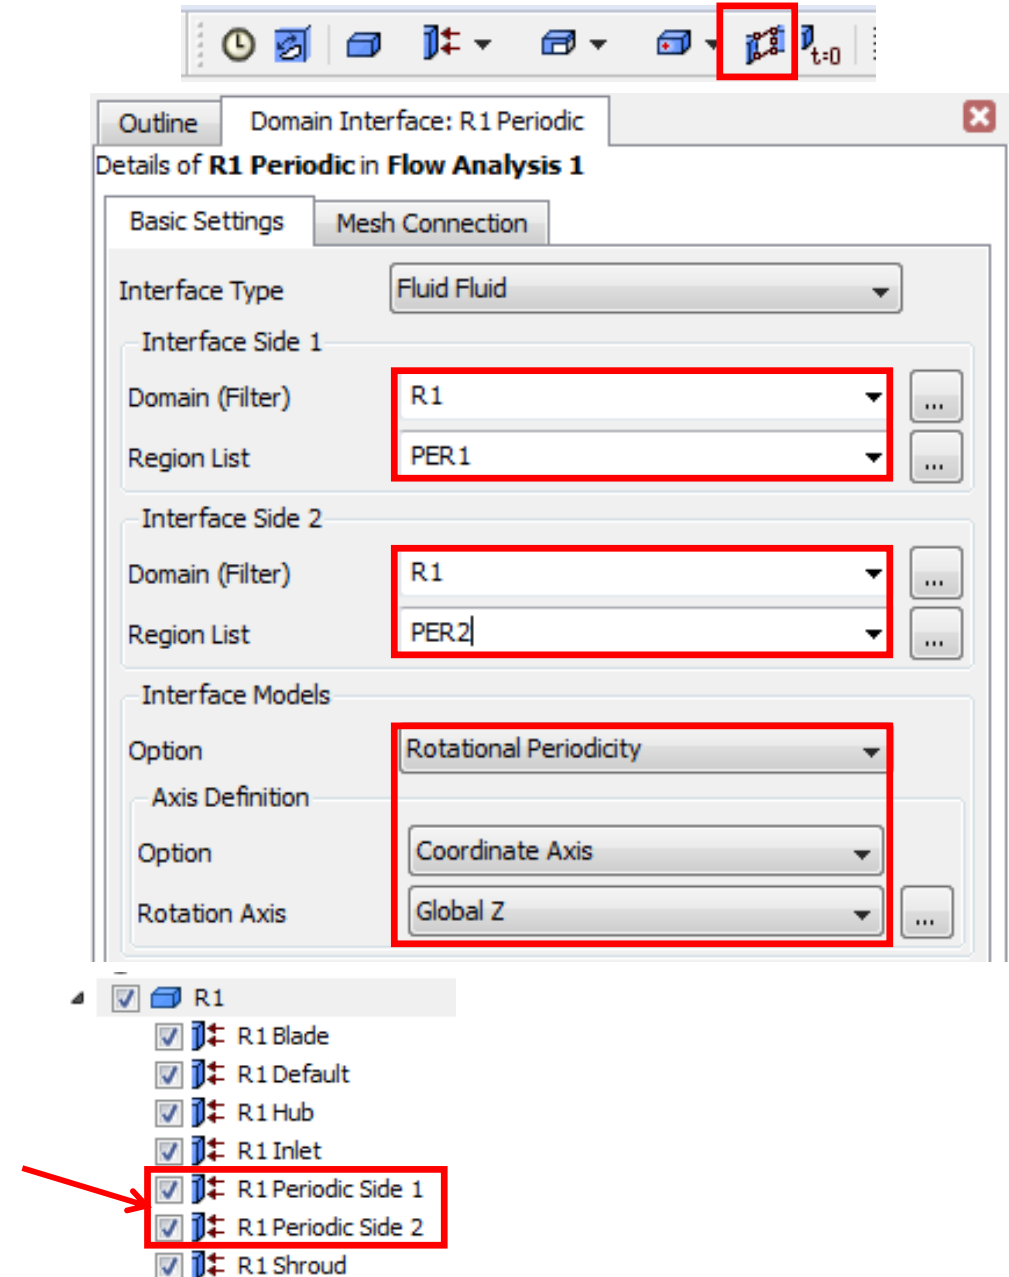 t=0
Outline Domain Interface: R1 Periodic
Details of R1 Periodic in Flow Analysis 1
Basic Settings Mesh Connection
Interface Type Fluid Fluid
Interface Side 1
Domain (Filter) R1 ...
Region List PER1 ...
Interface Side 2
Domain (Filter) R1 ...
Region List PER2 ...
Interface Models
Option Rotational Periodicity
Axis Definition
Option Coordinate Axis
Rotation Axis Global Z ...
R1
R1 Blade
R1 Default
R1 Hub
R1 Inlet
R1 Periodic Side 1
R1 Periodic Side 2
R1 Shroud